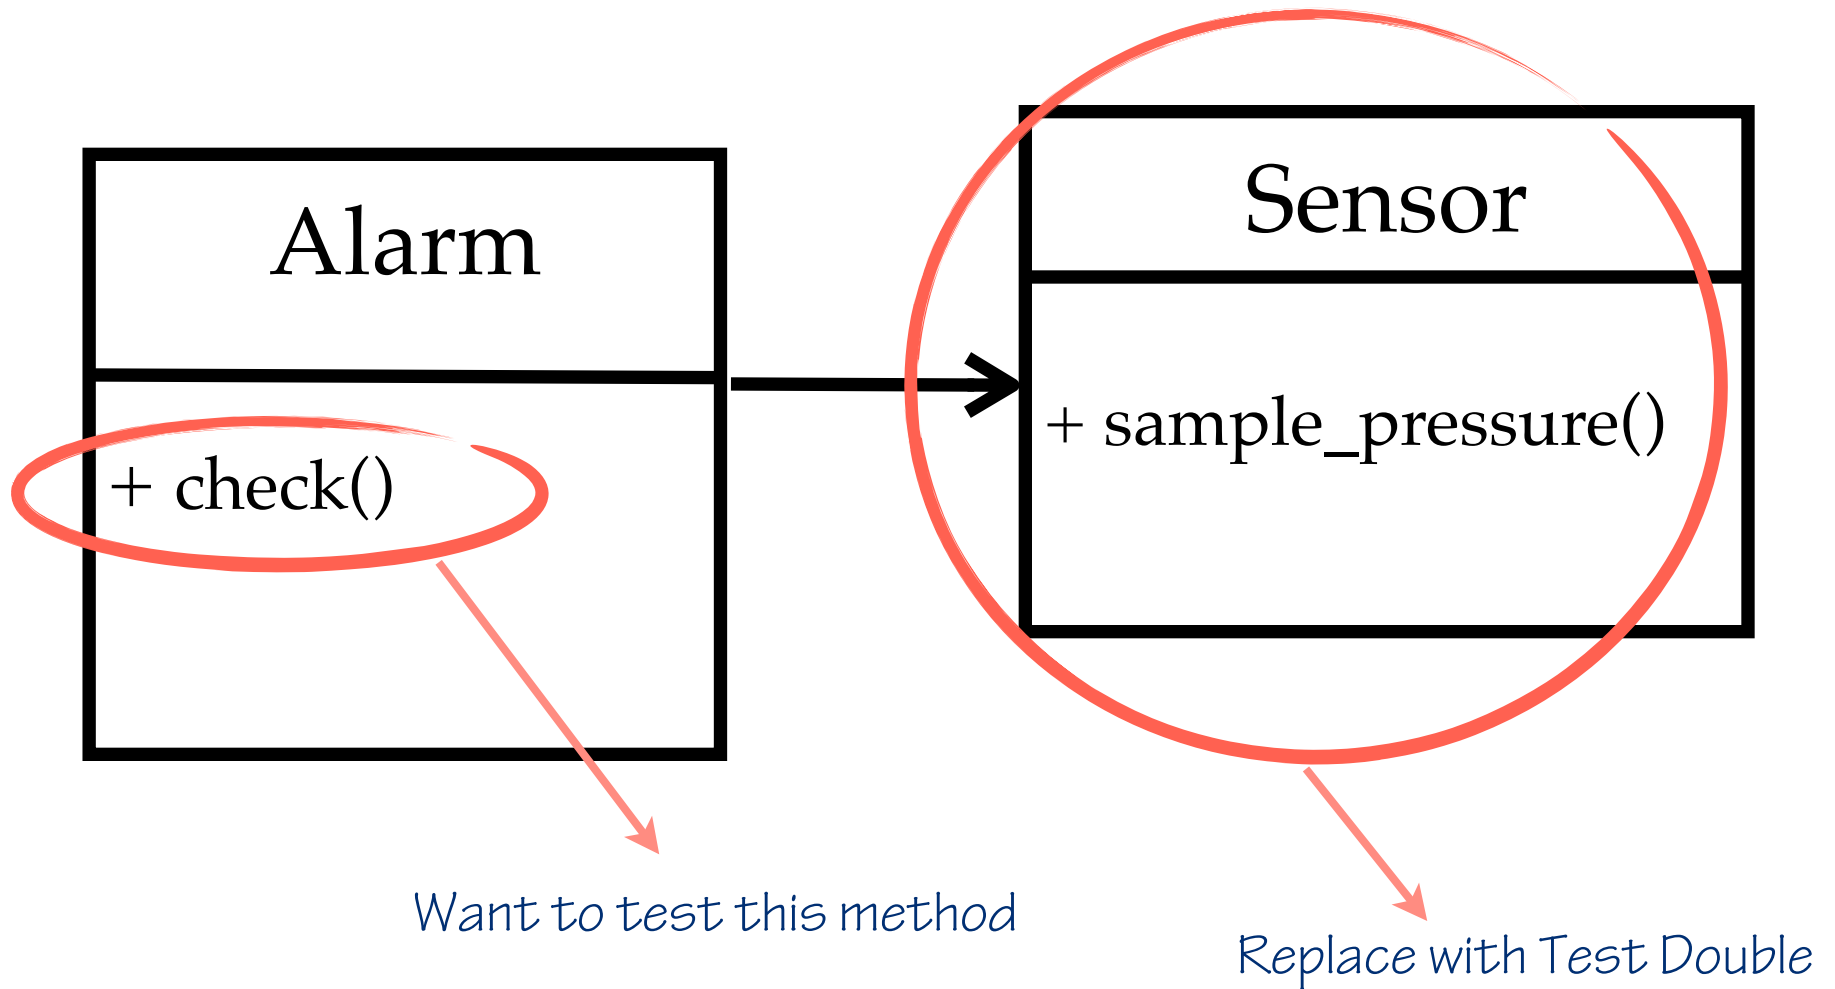 Alarm
+ check()
Sensor
+ sample_pressure()
Want to test this method
Replace with Test Double